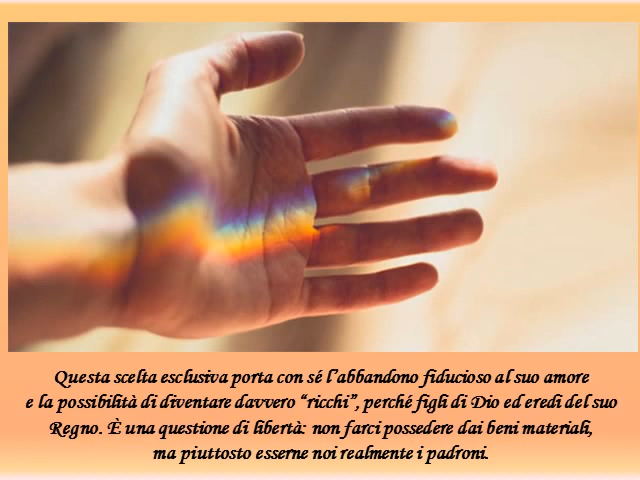 Questa scelta esclusiva porta con sé l’abbandono fiducioso al suo amore
e la possibilità di diventare davvero “ricchi”, perché figli di Dio ed eredi del suo
Regno. È una questione di libertà: non farci possedere dai beni materiali,
ma piuttosto esserne noi realmente i padroni.